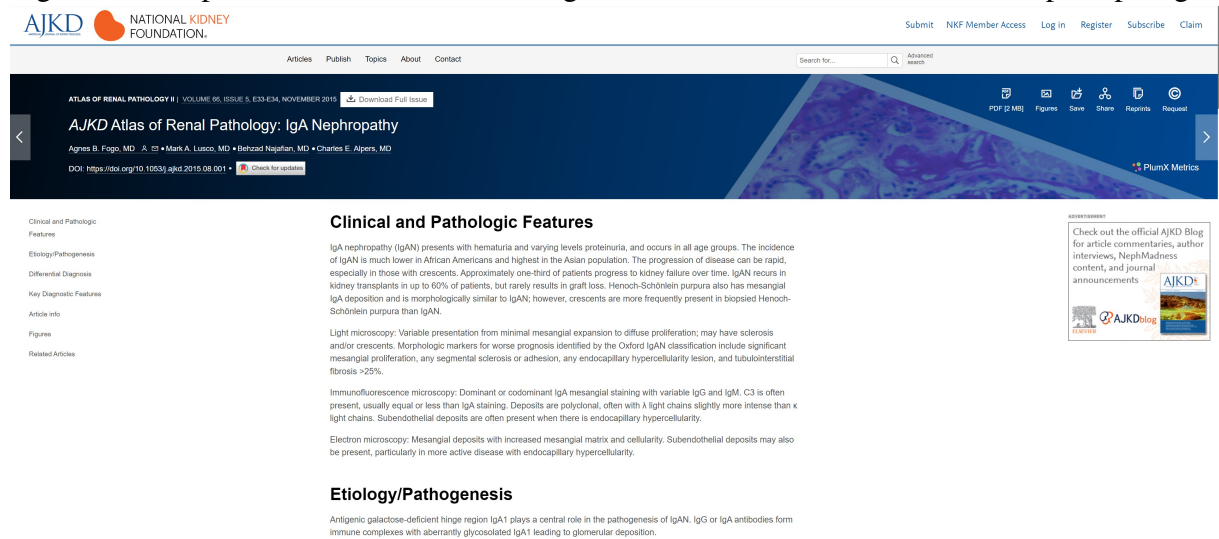 AJKD
AMERICAN JOURNAL OF KIDNEY DISEASES
NATIONAL KIDNEY
FOUNDATION®
Submit NKF Member Access Log in Register Subscribe Claim
Articles Publish Topics About Contact
Search for...
Advanced
search
ATLAS OF RENAL PATHOLOGY II | VOLUME 66, ISSUE 5, E33-E34, NOVEMBER 2015
Download Full Issue
AJKD Atlas of Renal Pathology: IgA Nephropathy
Agnes B. Fogo, MD • Mark A. Lusco, MD • Behzad Najafian, MD • Charles E. Alpers, MD
DOI: https://doi.org/10.1053/j.ajkd.2015.08.001 •
Check for updates
PDF [2 MB] Figures Save Share Reprints Request
PlumX Metrics
Clinical and Pathologic
Features
Etiology/Pathogenesis
Differential Diagnosis
Key Diagnostic Features
Article info
Figures
Related Articles
Clinical and Pathologic Features
IgA nephropathy (IgAN) presents with hematuria and varying levels proteinuria, and occurs in all age groups. The incidence
of IgAN is much lower in African Americans and highest in the Asian population. The progression of disease can be rapid,
especially in those with crescents. Approximately one-third of patients progress to kidney failure over time. IgAN recurs in
kidney transplants in up to 60% of patients, but rarely results in graft loss. Henoch-Schönlein purpura also has mesangial
IgA deposition and is morphologically similar to IgAN; however, crescents are more frequently present in biopsied Henoch-
Schönlein purpura than IgAN.
Light microscopy: Variable presentation from minimal mesangial expansion to diffuse proliferation; may have sclerosis
and/or crescents. Morphologic markers for worse prognosis identified by the Oxford IgAN classification include significant
mesangial proliferation, any segmental sclerosis or adhesion, any endocapillary hypercellularity lesion, and tubulointerstitial
fibrosis >25%.
Immunofluorescence microscopy: Dominant or codominant IgA mesangial staining with variable IgG and IgM. C3 is often
present, usually equal or less than IgA staining. Deposits are polyclonal, often with λ light chains slightly more intense than κ
light chains. Subendothelial deposits are often present when there is endocapillary hypercellularity.
Electron microscopy: Mesangial deposits with increased mesangial matrix and cellularity. Subendothelial deposits may also
be present, particularly in more active disease with endocapillary hypercellularity.
Etiology/Pathogenesis
Antigenic galactose-deficient hinge region IgA1 plays a central role in the pathogenesis of IgAN. IgG or IgA antibodies form
immune complexes with aberrantly glycosolated IgA1 leading to glomerular deposition.
ADVERTISEMENT
Check out the official AJKD Blog
for article commentaries, author
interviews, NephMadness
content, and journal
announcements
AJKD
ELSEVIER
AJKDblog